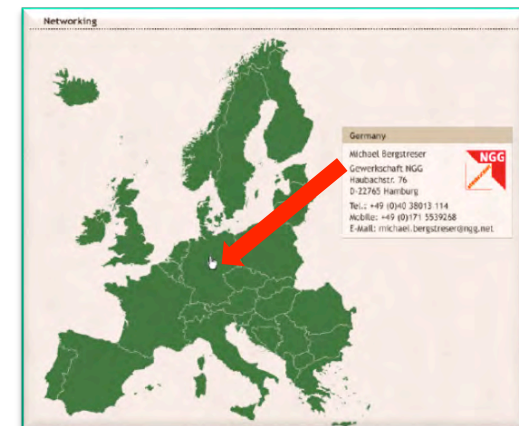 Networking
Germany
Michael Bergstreser
Gewerkschaft NGG
Haubachstr. 76
D-22765 Hamburg
Tel.: +49 (0)40 38013 114
Mobile: +49 (0)171 5539268
E-Mail: michael.bergstreser@ngg.net
NGG